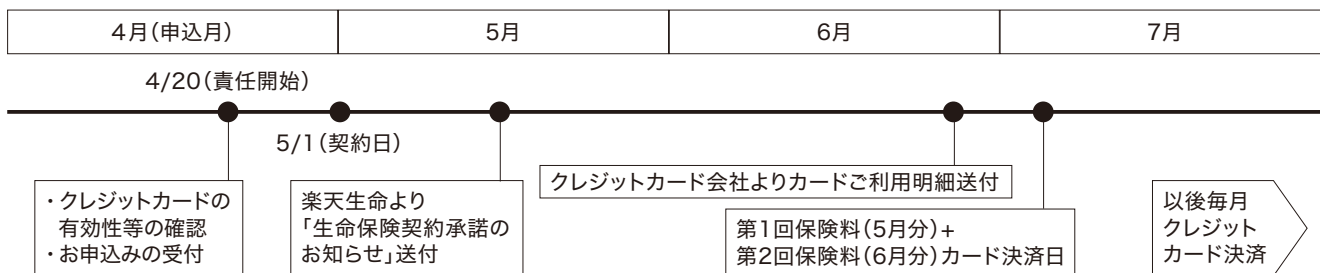 4月(申込月)
5月
6月
7月
4/20(責任開始)
5/1(契約日)
・クレジットカードの
有効性等の確認
・お申込みの受付
楽天生命より
「生命保険契約承諾の
お知らせ」送付
クレジットカード会社よりカードご利用明細送付
第1回保険料(5月分)+
第2回保険料(6月分)カード決済日
以後毎月
クレジット
カード決済